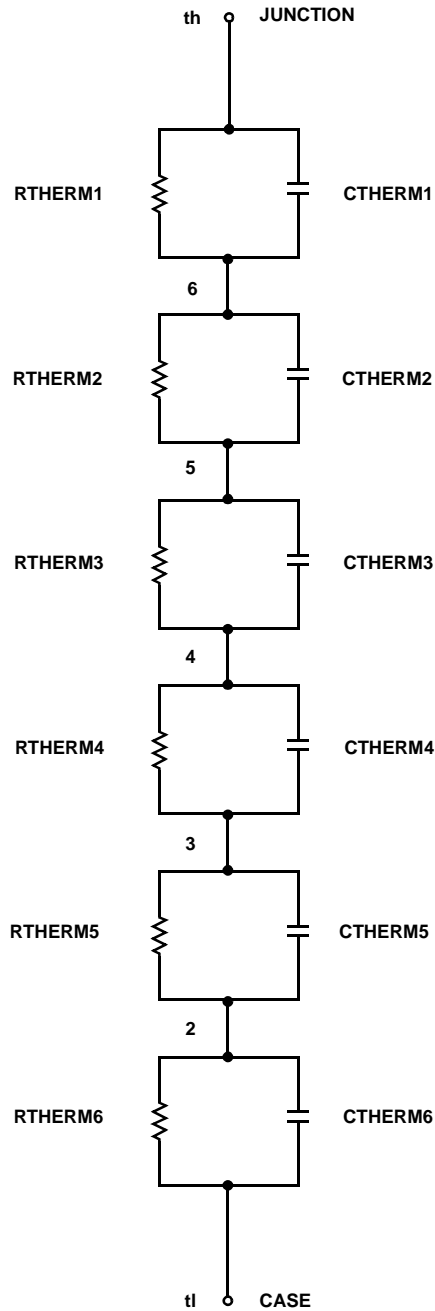 th JUNCTION
RTHERM1 CTHERM1
6
RTHERM2 CTHERM2
5
RTHERM3 CTHERM3
4
RTHERM4 CTHERM4
3
RTHERM5 CTHERM5
2
RTHERM6 CTHERM6
tl CASE